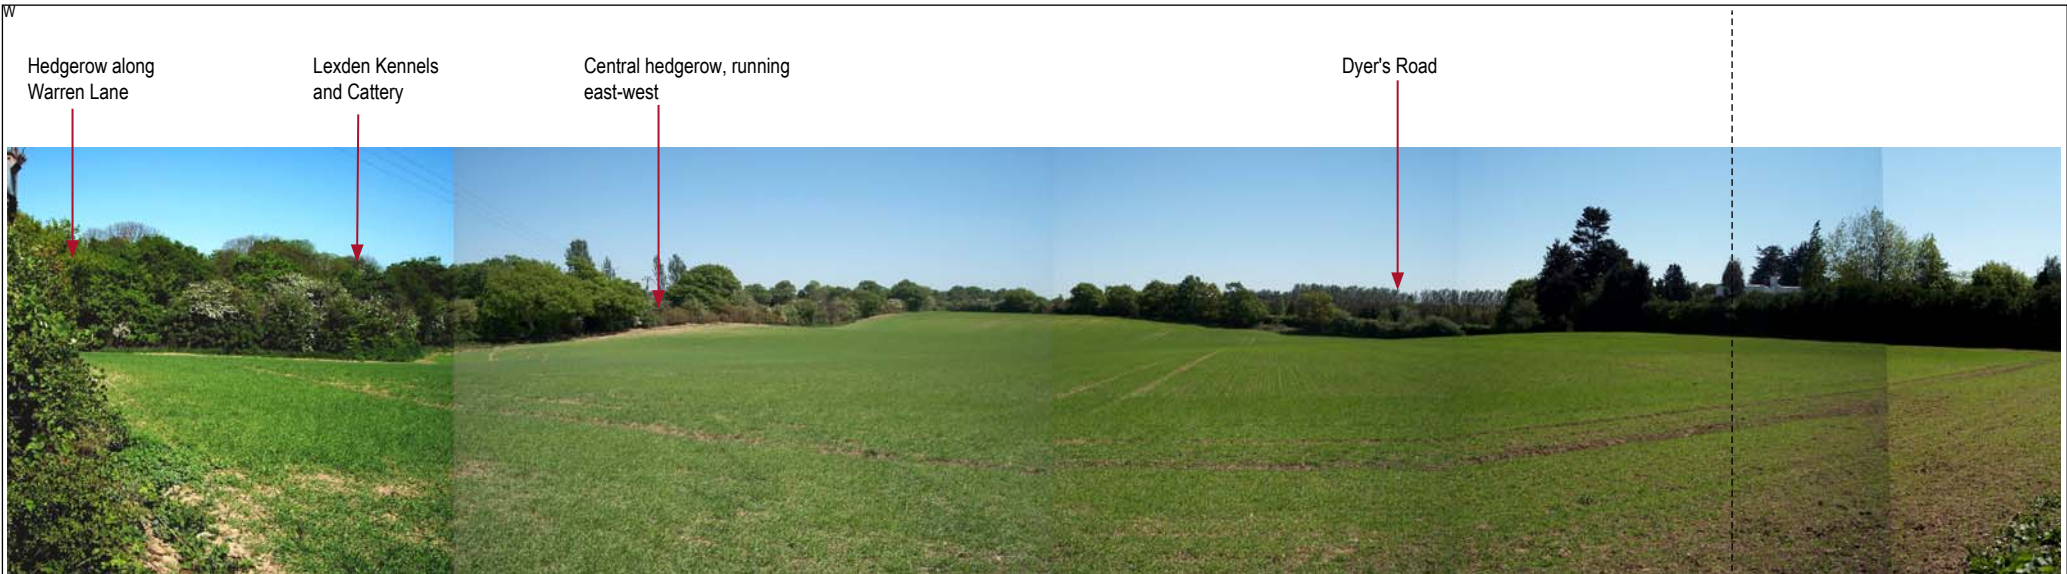 W
Hedgerow along
Warren Lane
Lexden Kennels
and Cattery
Central hedgerow, running
east-west
Dyer's Road